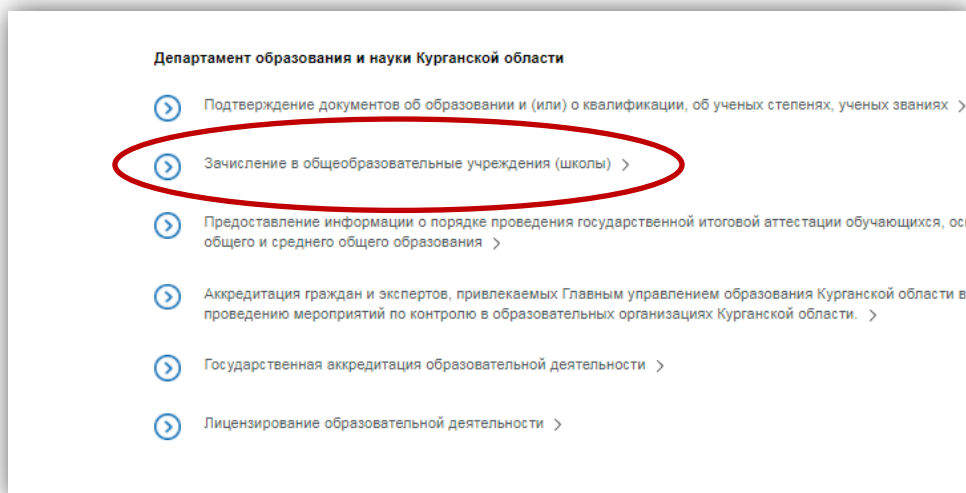 Департамент образования и науки Курганской области
Подтверждение документов об образовании и (или) о квалификации, об ученых степенях, ученых званиях
Зачисление в общеобразовательные учреждения (школы)
Предоставление информации о порядке проведения государственной итоговой аттестации обучающихся,
общего и среднего общего образования
Аккредитация граждан и экспертов, привлекаемых Главным управлением образования Курганской области в
проведению мероприятий по контролю в образовательных организациях Курганской области.
Государственная аккредитация образовательной деятельности
Лицензирование образовательной деятельности